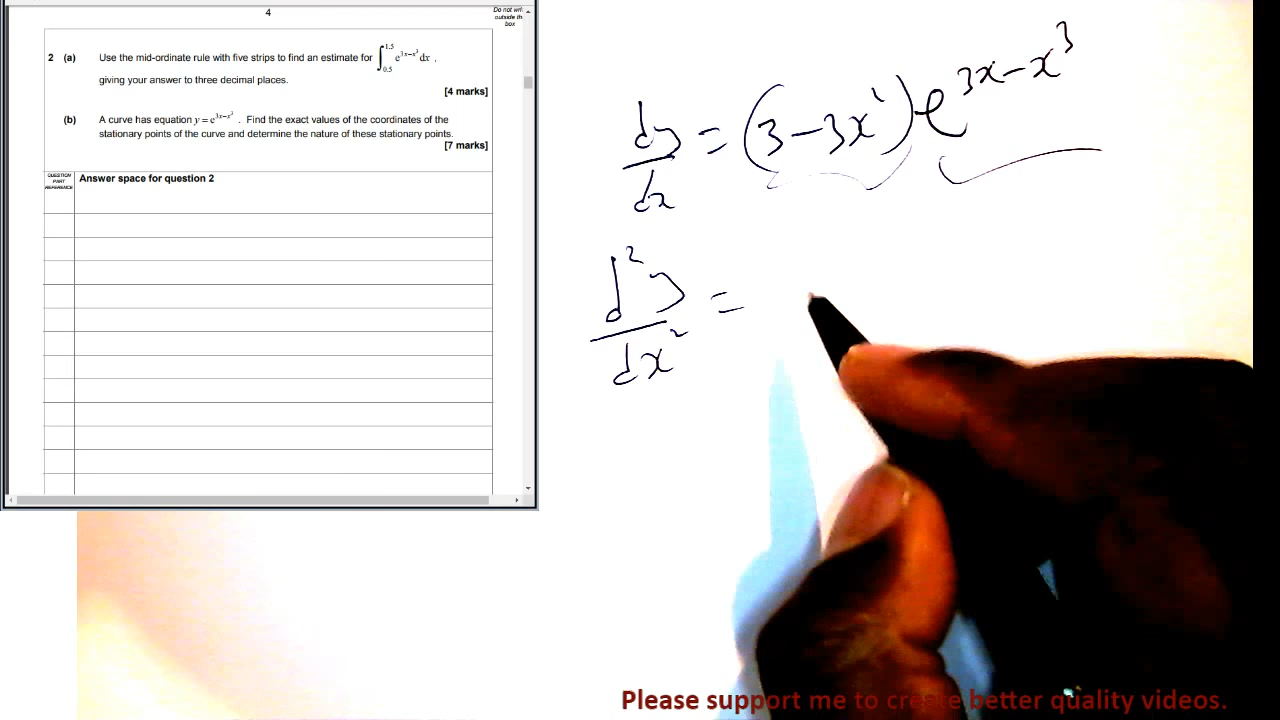 4
Do not write
outside the
box
2 (a) Use the mid-ordinate rule with five strips to find an estimate for ∫_{0.5}^{1.5} e^{3x−x³} dx ,
giving your answer to three decimal places.
[4 marks]
(b) A curve has equation y = e^{3x−x³} . Find the exact values of the coordinates of the
stationary points of the curve and determine the nature of these stationary points.
[7 marks]
QUESTION
PART
REFERENCE
Answer space for question 2
dy/dx = (3 − 3x²) e^{3x − x³}
d²y/dx² =
Please support me to create better quality videos.